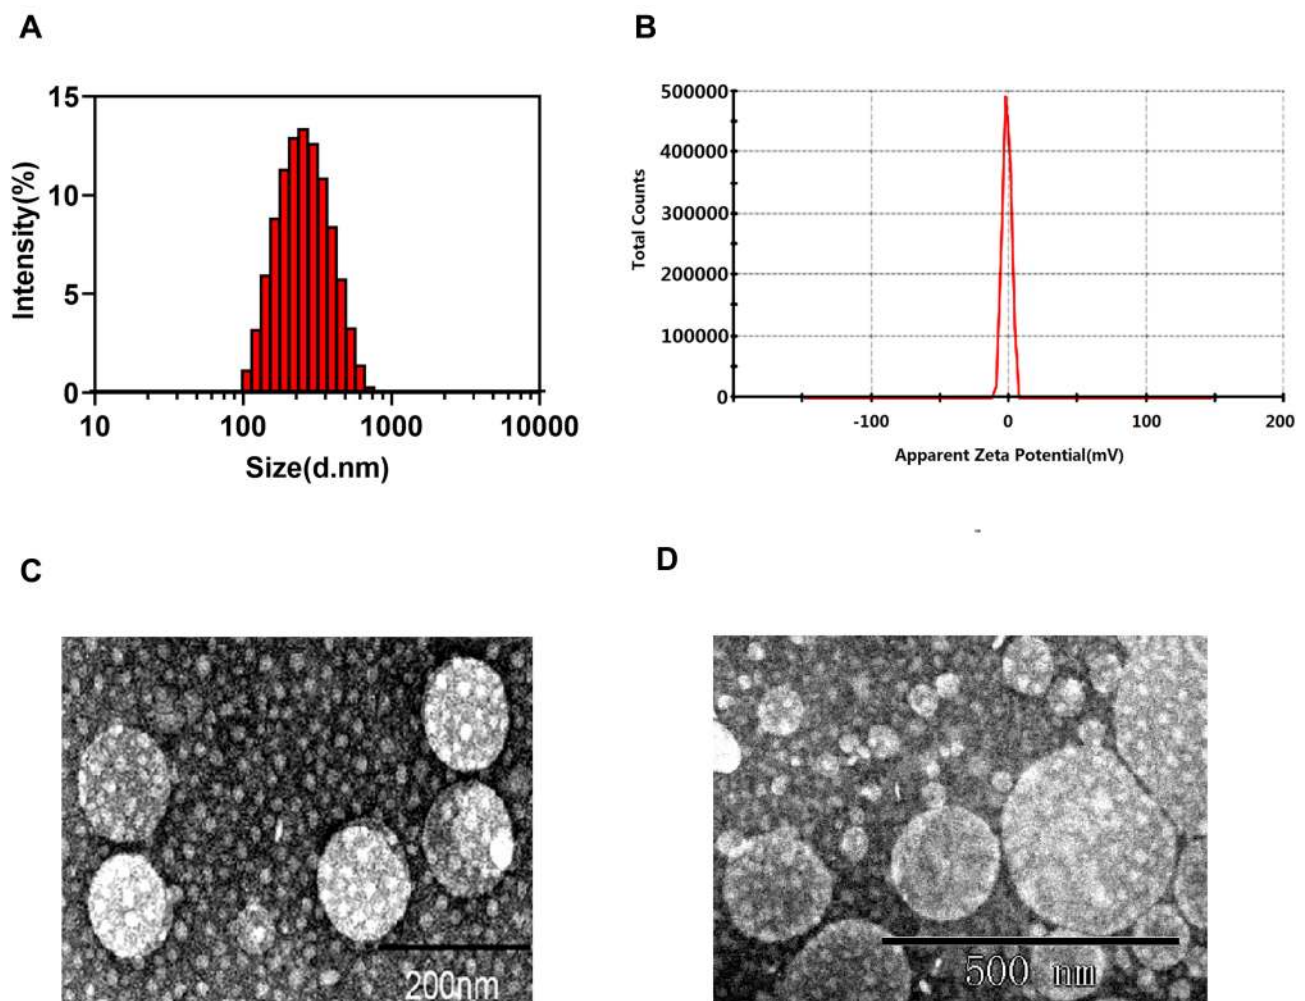 A
15
10
5
0
Intensity(%)
10 100 1000 10000
Size(d.nm)
B
500000
400000
300000
200000
100000
0
Total Counts
-100 0 100 200
Apparent Zeta Potential(mV)
C
200nm
D
500 nm